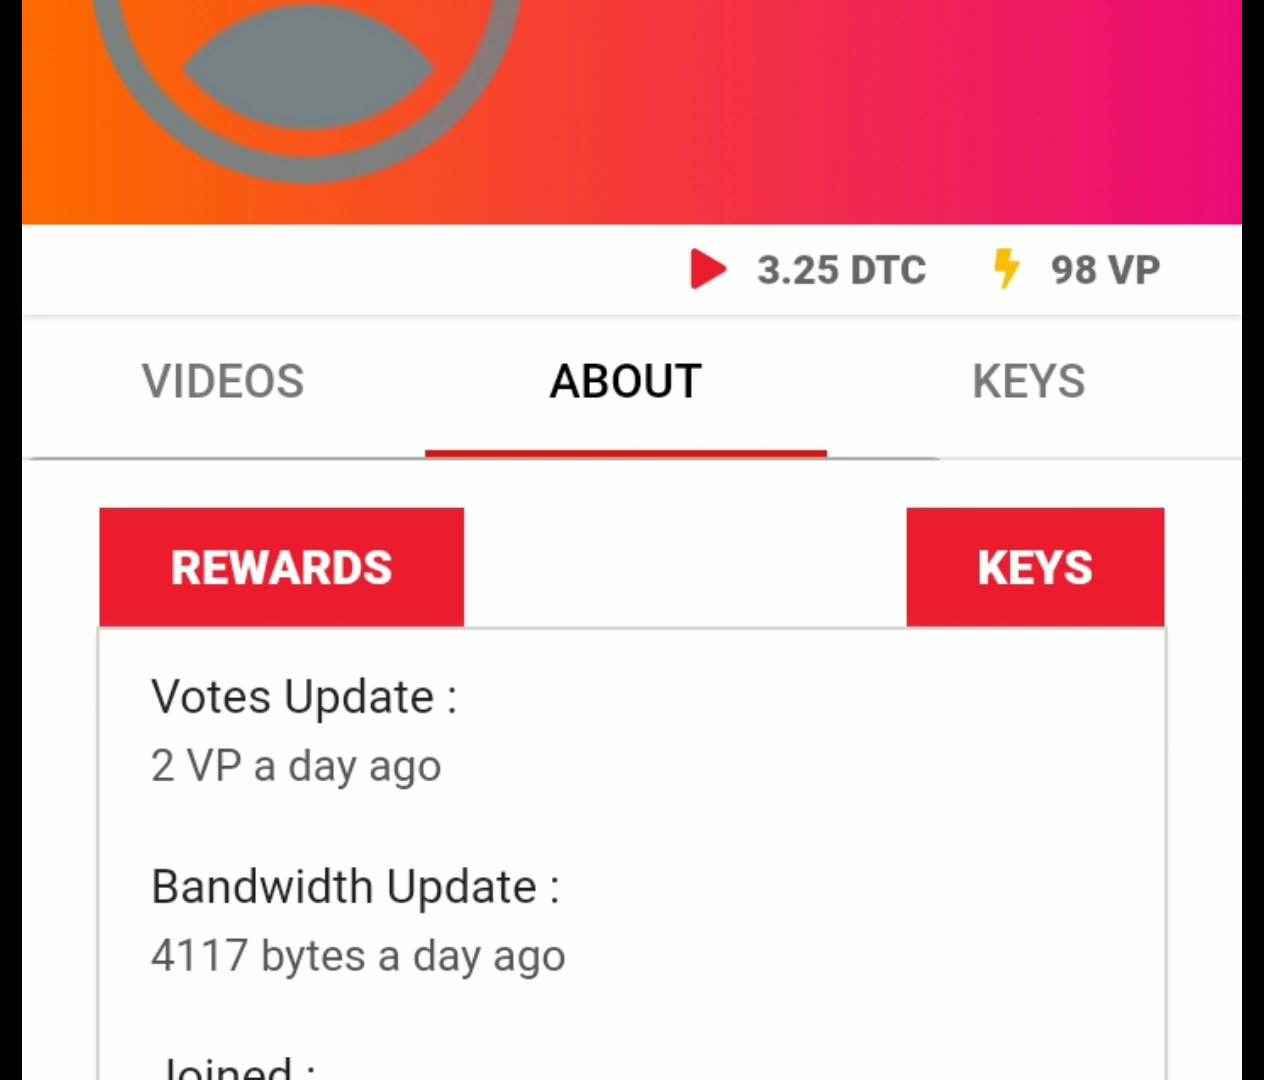 3.25 DTC 98 VP
VIDEOS ABOUT KEYS
REWARDS KEYS
Votes Update :
2 VP a day ago
Bandwidth Update :
4117 bytes a day ago
Joined :